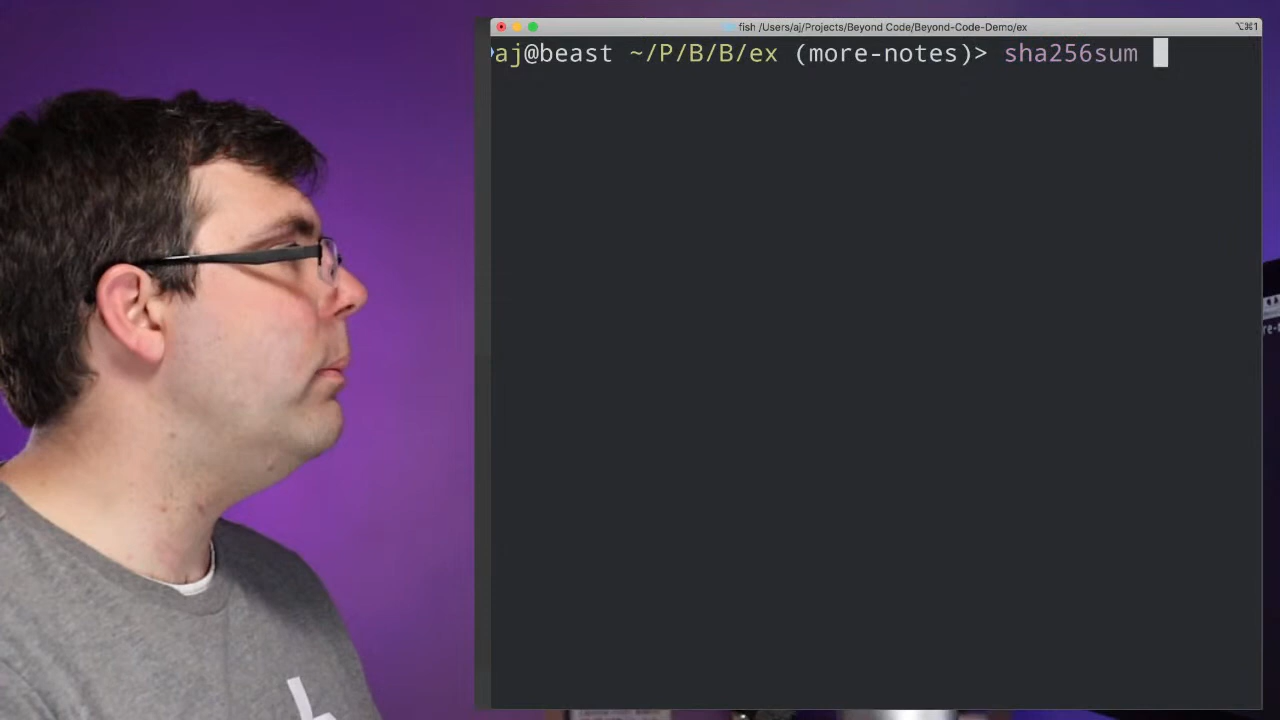 fish /Users/aj/Projects/Beyond Code/Beyond-Code-Demo/ex
⌥⌘1
aj@beast ~/P/B/B/ex (more-notes)> sha256sum